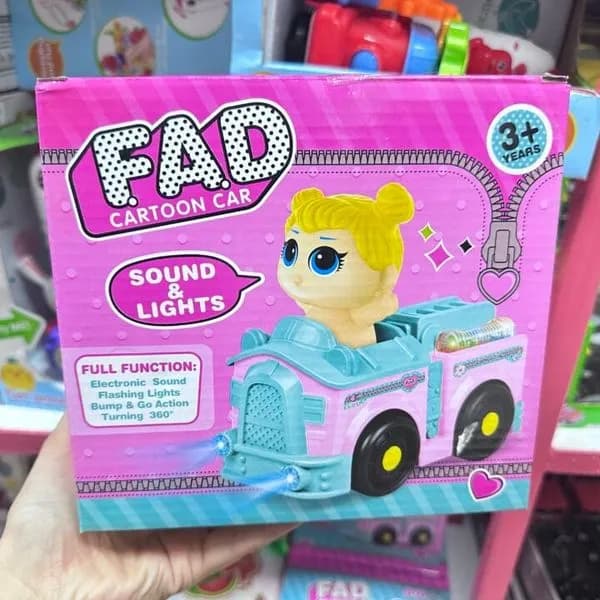 F.A.D
CARTOON CAR
3+
YEARS
SOUND
&
LIGHTS
FULL FUNCTION:
Electronic Sound
Flashing Lights
Bump & Go Action
Turning 360°
FAD